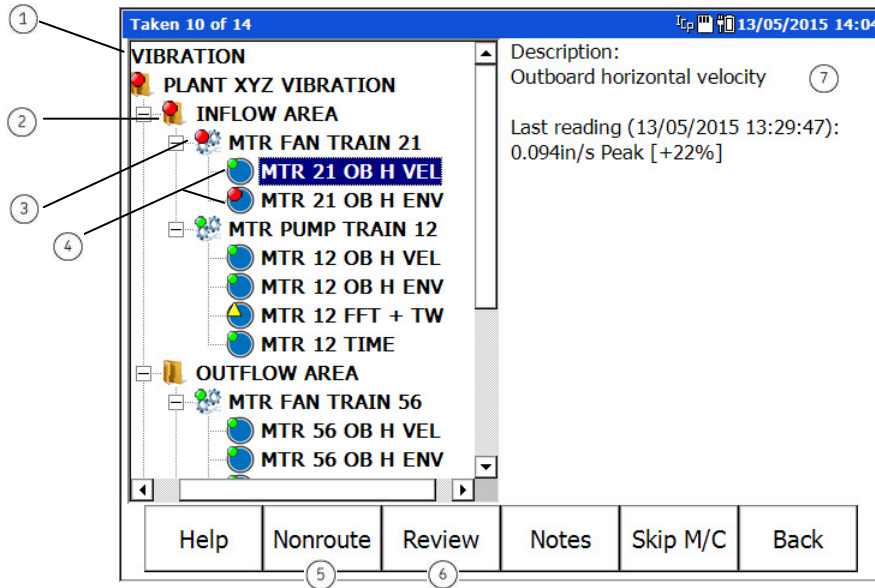 1
Taken 10 of 14
ICP 13/05/2015 14:04
VIBRATION
PLANT XYZ VIBRATION
2
INFLOW AREA
3
MTR FAN TRAIN 21
4
MTR 21 OB H VEL
MTR 21 OB H ENV
MTR PUMP TRAIN 12
MTR 12 OB H VEL
MTR 12 OB H ENV
MTR 12 FFT + TW
MTR 12 TIME
OUTFLOW AREA
MTR FAN TRAIN 56
MTR 56 OB H VEL
MTR 56 OB H ENV
Description:
Outboard horizontal velocity
7
Last reading (13/05/2015 13:29:47):
0.094in/s Peak [+22%]
Help Nonroute Review Notes Skip M/C Back
5 6